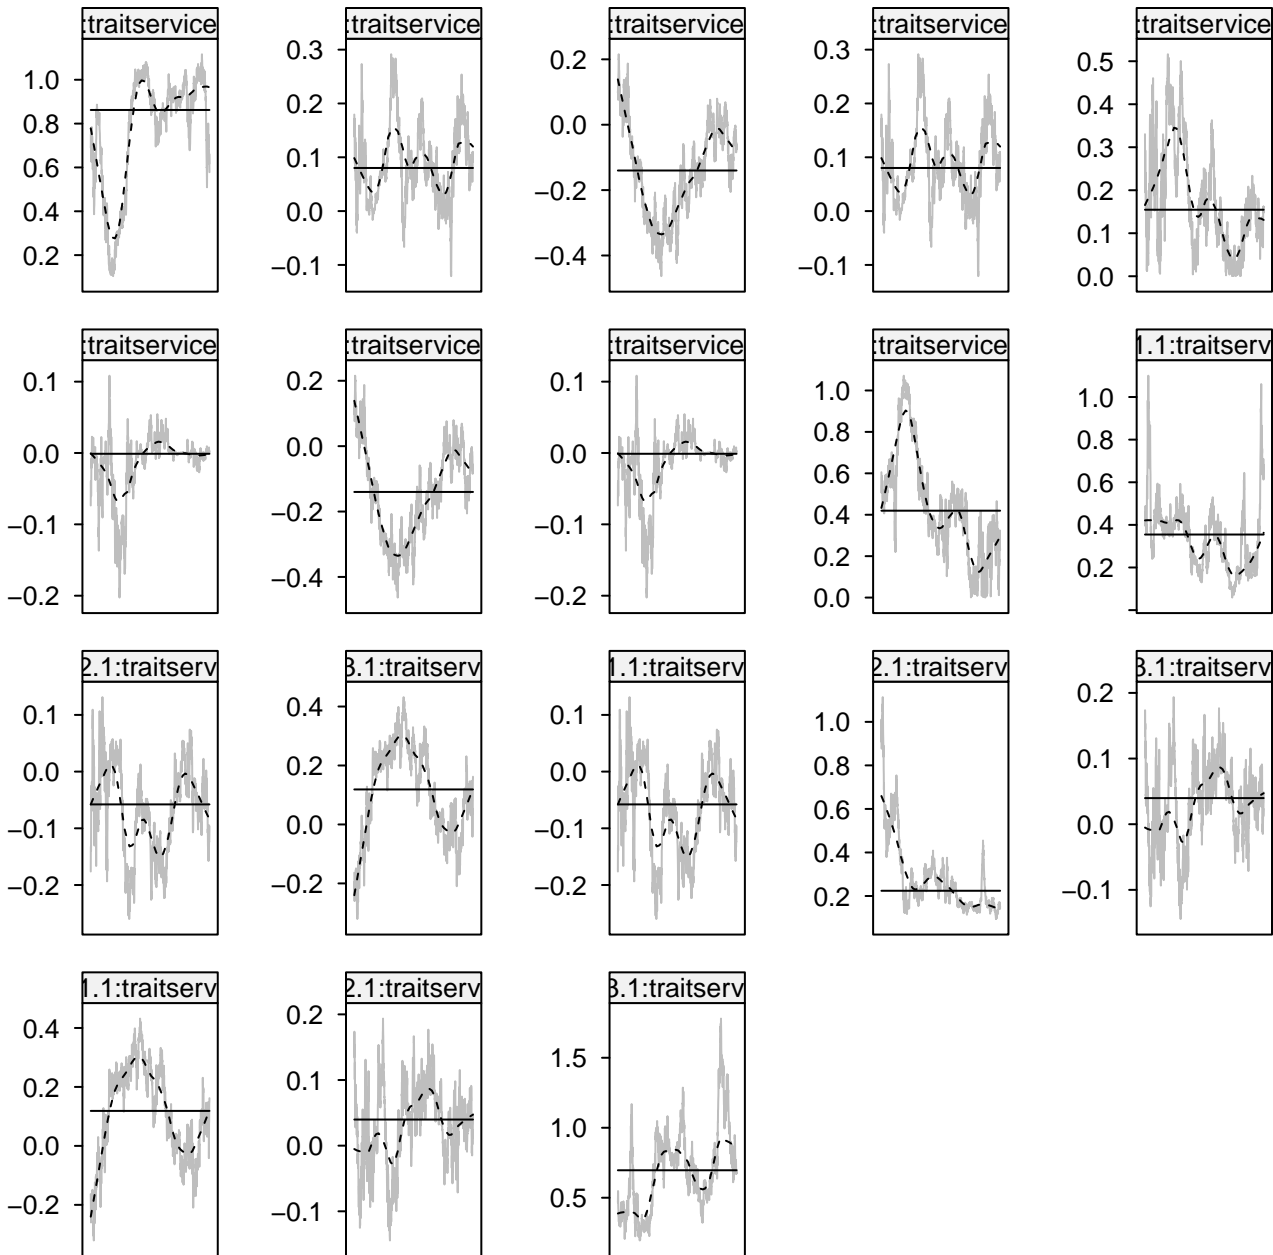 :traitservice :traitservice :traitservice :traitservice :traitservice
1.0 0.8 0.6 0.4 0.2
0.3 0.2 0.1 0.0 −0.1
0.2 0.0 −0.2 −0.4
0.3 0.2 0.1 0.0 −0.1
0.5 0.4 0.3 0.2 0.1 0.0
:traitservice :traitservice :traitservice :traitservice 1.1:traitserv
0.1 0.0 −0.1 −0.2
0.2 0.0 −0.2 −0.4
0.1 0.0 −0.1 −0.2
1.0 0.8 0.6 0.4 0.2 0.0
1.0 0.8 0.6 0.4 0.2
2.1:traitserv 3.1:traitserv 1.1:traitserv 2.1:traitserv 3.1:traitserv
0.1 0.0 −0.1 −0.2
0.4 0.2 0.0 −0.2
0.1 0.0 −0.1 −0.2
1.0 0.8 0.6 0.4 0.2
0.2 0.1 0.0 −0.1
1.1:traitserv 2.1:traitserv 3.1:traitserv
0.4 0.2 0.0 −0.2
0.2 0.1 0.0 −0.1
1.5 1.0 0.5